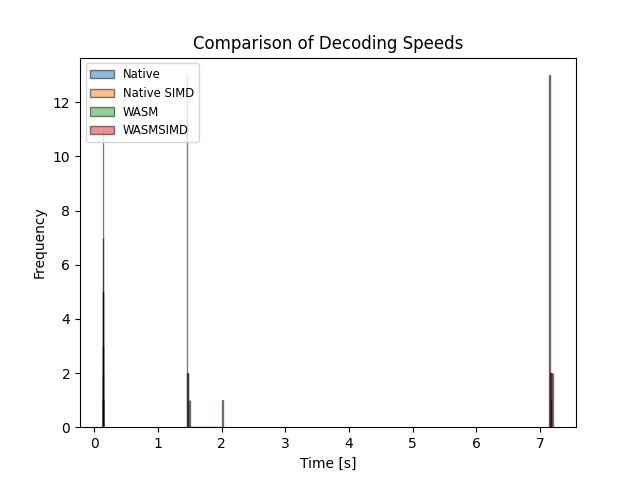 Comparison of Decoding Speeds
Native
Native SIMD
WASM
WASMSIMD
12
10
8
6
4
2
0
Frequency
0 1 2 3 4 5 6 7
Time [s]